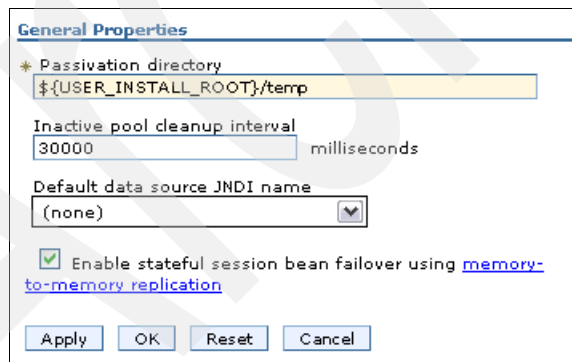 General Properties
* Passivation directory
${USER_INSTALL_ROOT}/temp
Inactive pool cleanup interval
30000 milliseconds
Default data source JNDI name
(none)
Enable stateful session bean failover using memory-
to-memory replication
Apply OK Reset Cancel